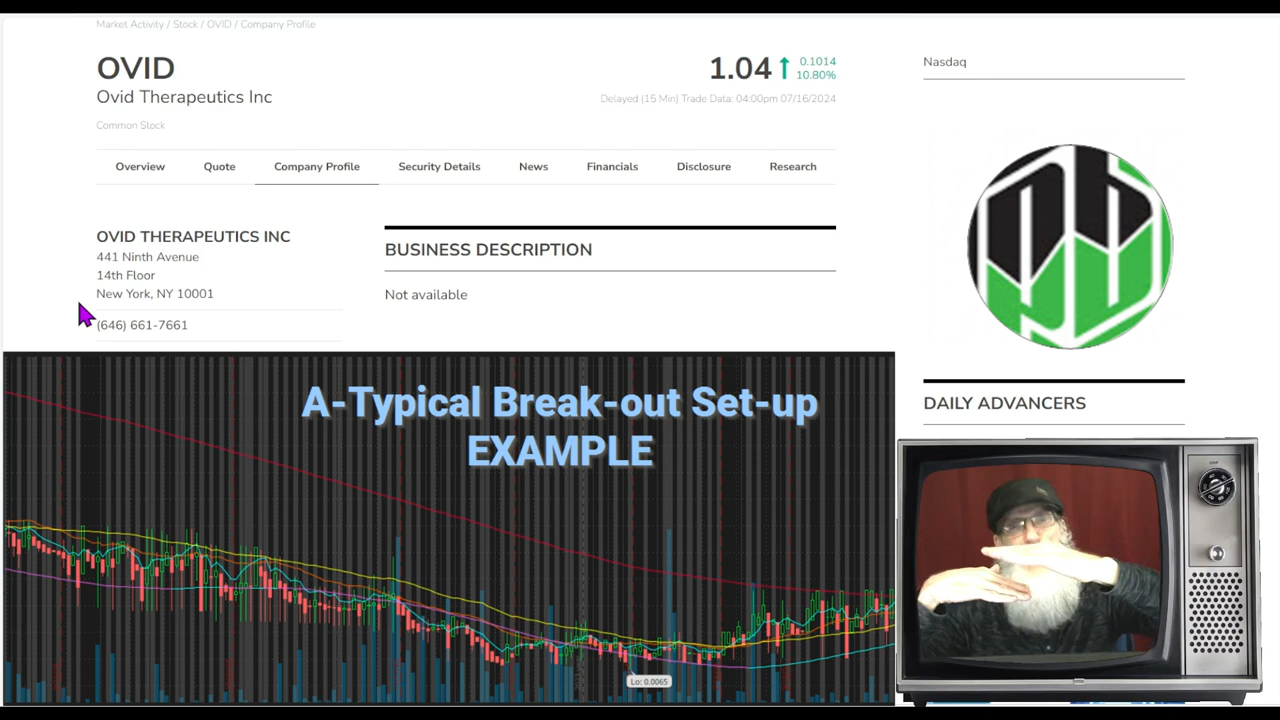 Market Activity / Stock / OVID / Company Profile
OVID
1.04
0.1014
10.80%
Ovid Therapeutics Inc
Delayed (15 Min) Trade Data: 04:00pm 07/16/2024
Common Stock
Overview Quote Company Profile Security Details News Financials Disclosure Research
OVID THERAPEUTICS INC
441 Ninth Avenue
14th Floor
New York, NY 10001
(646) 661-7661
BUSINESS DESCRIPTION
Not available
Nasdaq
DAILY ADVANCERS
A-Typical Break-out Set-up
EXAMPLE
Lo: 0.0065